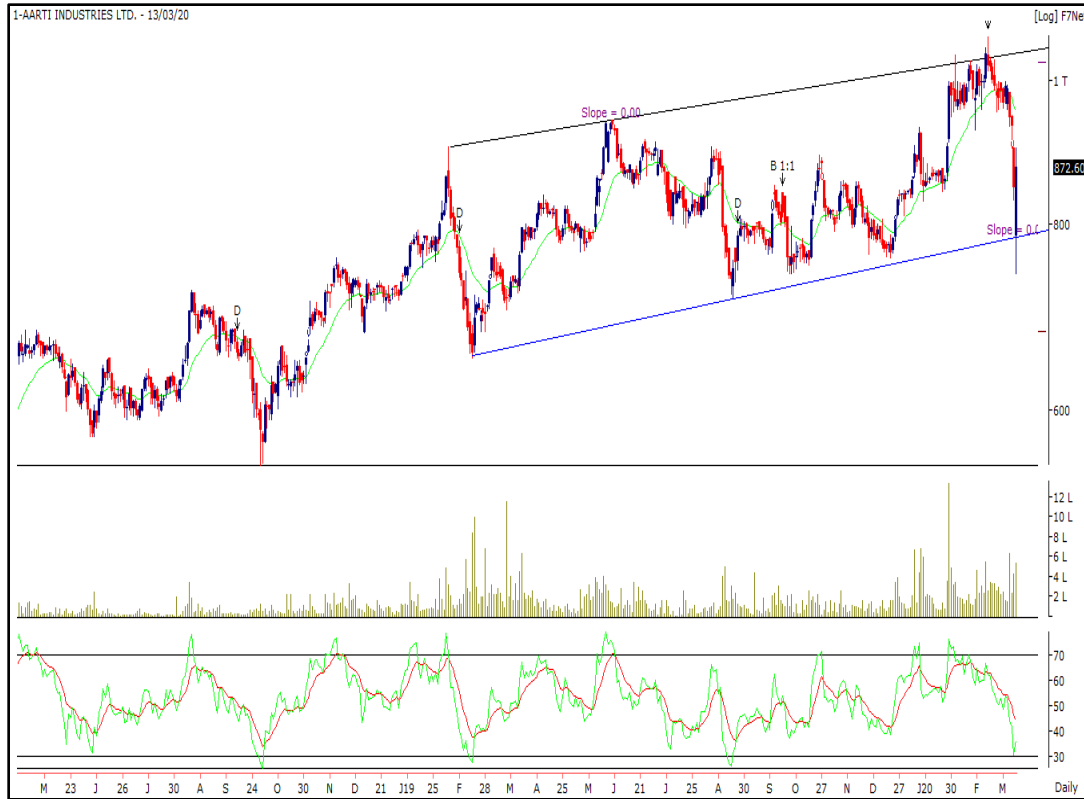 1-AARTI INDUSTRIES LTD. - 13/03/20
[Log] F7Ne
1 T
Slope = 0.00
872.60
B 1:1
D
D
D
800
Slope = 0.0
600
12 L
10 L
8 L
6 L
4 L
2 L
70
60
50
40
30
M 23 J 26 J 30 A S 24 O 30 N D 21 J19 25 F 28 M A 25 M J 21 J 25 A 30 S O 27 N D 27 J20 30 F M Daily